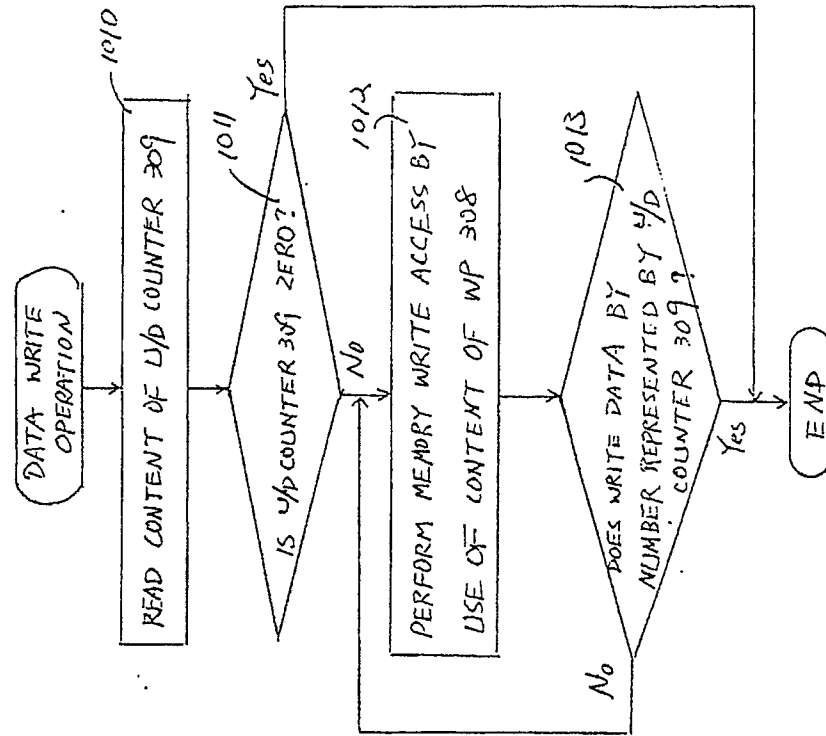 DATA WRITE
OPERATION
1010
READ CONTENT OF U/D COUNTER 309
1011
IS U/D COUNTER 309 ZERO?
Yes
No
1012
PERFORM MEMORY WRITE ACCESS BY
USE OF CONTENT OF WP 308
1013
DOES WRITE DATA BY
NUMBER REPRESENTED BY U/D
COUNTER 309 ?
No
Yes
END